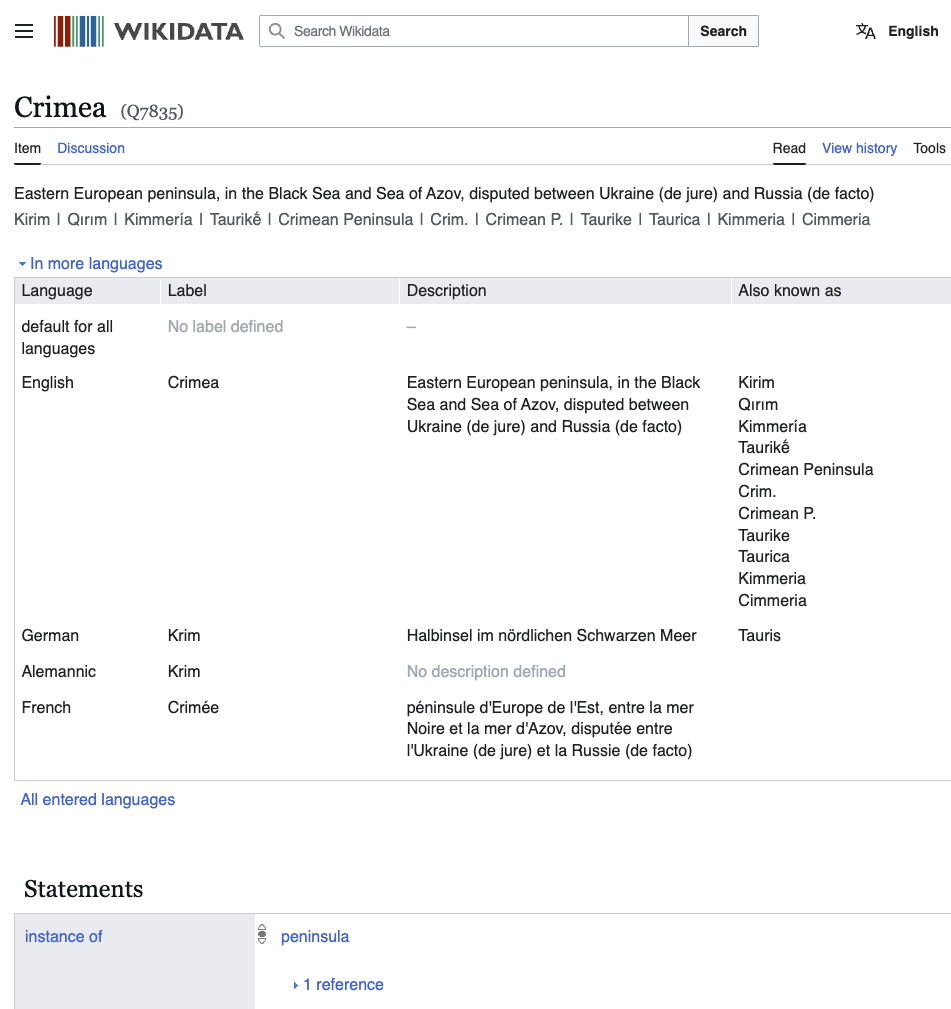 WIKIDATA
Search Wikidata
Search
English
Crimea (Q7835)
Item Discussion Read View history Tools
Eastern European peninsula, in the Black Sea and Sea of Azov, disputed between Ukraine (de jure) and Russia (de facto)
Kirim | Qırım | Kimmería | Taurikḗ | Crimean Peninsula | Crim. | Crimean P. | Taurike | Taurica | Kimmeria | Cimmeria
In more languages
Language Label Description Also known as
default for all
languages
No label defined
–
English
Crimea
Eastern European peninsula, in the Black
Sea and Sea of Azov, disputed between
Ukraine (de jure) and Russia (de facto)
Kirim
Qırım
Kimmería
Taurikḗ
Crimean Peninsula
Crim.
Crimean P.
Taurike
Taurica
Kimmeria
Cimmeria
German Krim Halbinsel im nördlichen Schwarzen Meer Tauris
Alemannic Krim No description defined
French
Crimée
péninsule d'Europe de l'Est, entre la mer
Noire et la mer d'Azov, disputée entre
l'Ukraine (de jure) et la Russie (de facto)
All entered languages
Statements
instance of peninsula
1 reference